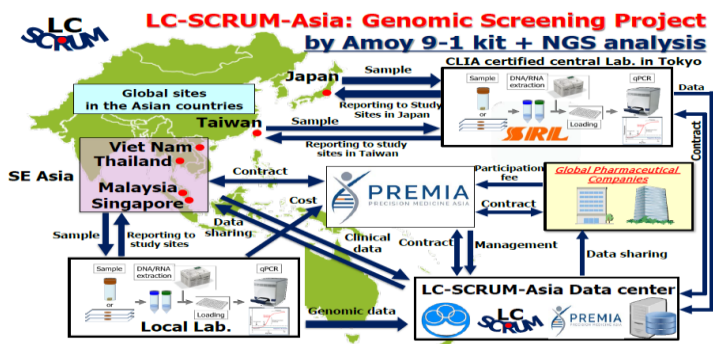 LC
SCRUM
LC-SCRUM-Asia: Genomic Screening Project
by Amoy 9-1 kit + NGS analysis
CLIA certified central Lab. in Tokyo
Global sites
in the Asian countries
Japan
Sample
Reporting to Study
Sites in Japan
Sample
DNA/RNA
extraction
qPCR
or
Loading
SRL
Data
Contract
Taiwan
Sample
Reporting to study
sites in Taiwan
SE Asia
Viet Nam
Thailand
Malaysia
Singapore
Contract
PREMIA
PRECISION MEDICINE ASIA
Participation
fee
Contract
Global Pharmaceutical
Companies
Cost
Sample
Reporting to
study sites
Data
sharing
Clinical
data
Contract
Management
Data sharing
Sample
DNA/RNA
extraction
qPCR
or
Loading
Local Lab.
Genomic data
LC-SCRUM-Asia Data center
LC
SCRUM
PREMIA